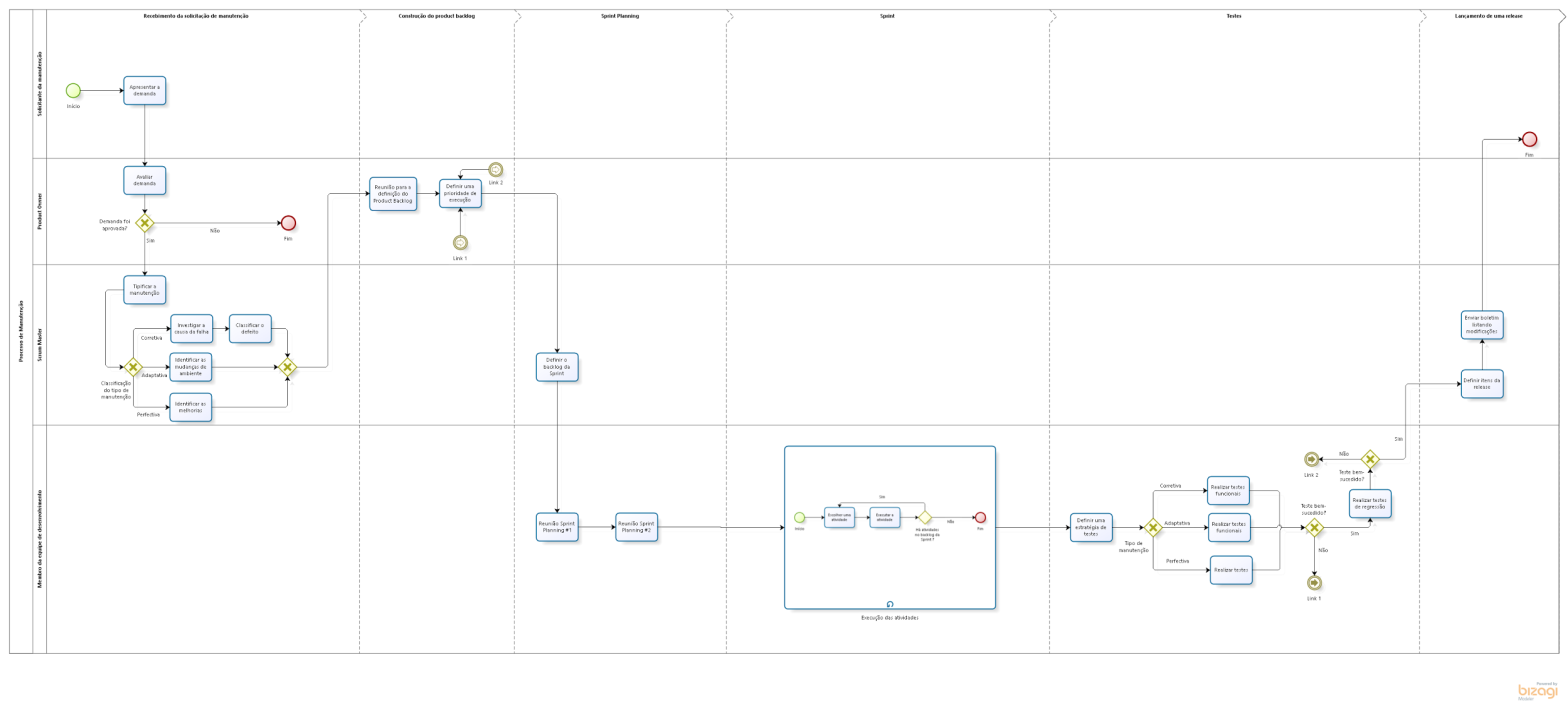 Recebimento da solicitação de manutenção
Construção do product backlog
Sprint Planning
Sprint
Testes
Lançamento de uma release
Processo de Manutenção
Solicitante da manutenção
Início
Apresentar a
demanda
Fim
Product Owner
Avaliar
demanda
Demanda foi
aprovada?
Não
Sim
Fim
Reunião para a
definição do
Product Backlog
Definir uma
prioridade de
execução
Link 2
Link 1
Scrum Master
Tipificar a
manutenção
Classificação
do tipo de
manutenção
Corretiva
Investigar a
causa da falha
Classificar o
defeito
Adaptativa
Identificar as
mudanças de
ambiente
Perfectiva
Identificar as
melhorias
Definir o
backlog da
Sprint
Enviar boletim
listando
modificações
Definir itens da
release
Membro da equipe de desenvolvimento
Reunião Sprint
Planning #1
Reunião Sprint
Planning #2
Início
Escolher uma
atividade
Executar a
atividade
Sim
Há atividades
no backlog da
Sprint ?
Não
Fim
Execução das atividades
Definir uma
estratégia de
testes
Tipo de
manutenção
Corretiva
Realizar testes
funcionais
Adaptativa
Realizar testes
funcionais
Perfectiva
Realizar testes
Teste bem-
sucedido?
Não
Link 1
Sim
Realizar testes
de regressão
Teste bem-
sucedido?
Não
Link 2
Sim
Powered by
bizagi
Modeler